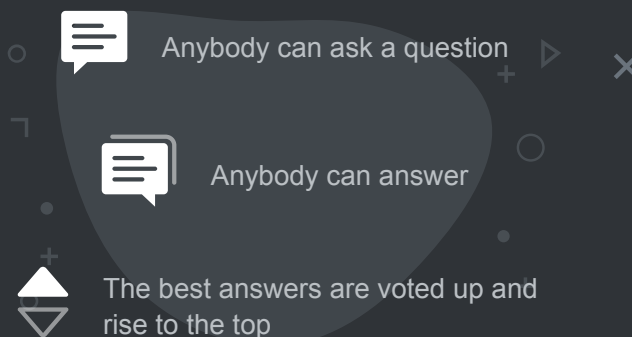 Anybody can ask a question
Anybody can answer
The best answers are voted up and
rise to the top